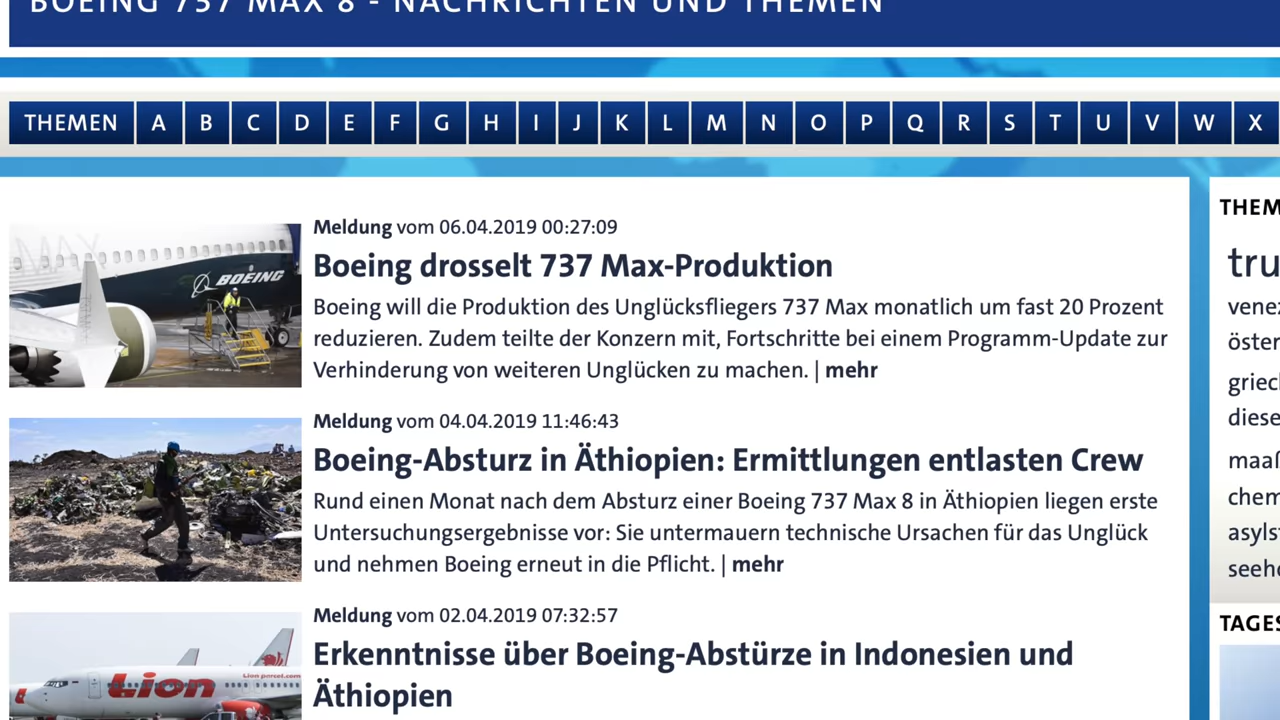 BOEING 737 MAX 8 - NACHRICHTEN UND THEMEN
THEMEN A B C D E F G H I J K L M N O P Q R S T U V W X
Meldung vom 06.04.2019 00:27:09
Boeing drosselt 737 Max-Produktion
Boeing will die Produktion des Unglücksfliegers 737 Max monatlich um fast 20 Prozent
reduzieren. Zudem teilte der Konzern mit, Fortschritte bei einem Programm-Update zur
Verhinderung von weiteren Unglücken zu machen. | mehr
BOEING
Meldung vom 04.04.2019 11:46:43
Boeing-Absturz in Äthiopien: Ermittlungen entlasten Crew
Rund einen Monat nach dem Absturz einer Boeing 737 Max 8 in Äthiopien liegen erste
Untersuchungsergebnisse vor: Sie untermauern technische Ursachen für das Unglück
und nehmen Boeing erneut in die Pflicht. | mehr
Meldung vom 02.04.2019 07:32:57
Erkenntnisse über Boeing-Abstürze in Indonesien und
Äthiopien
Lion
THEM
tru
vene
öster
griec
diese
maaß
chem
asyls
seeho
TAGES